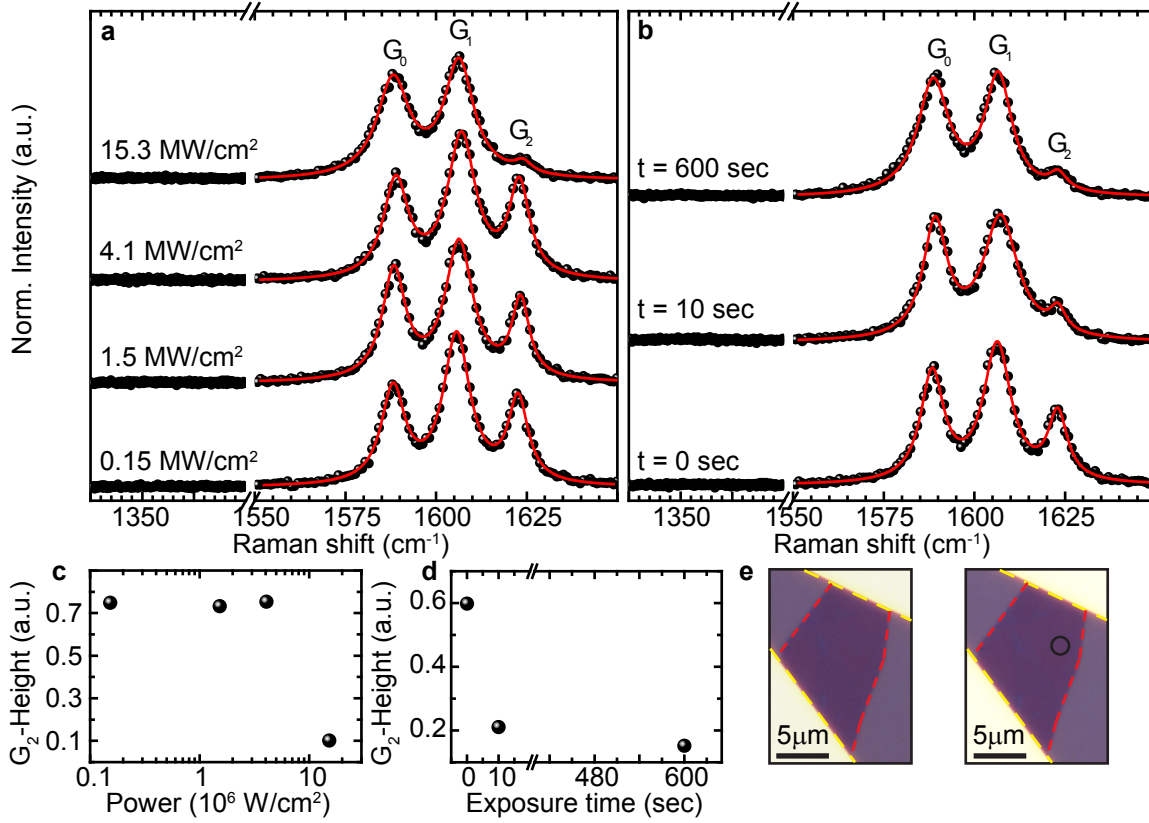 a
G₀
G₁
G₂
15.3 MW/cm²
4.1 MW/cm²
1.5 MW/cm²
0.15 MW/cm²
Norm. Intensity (a.u.)
1350 1550 1575 1600 1625
Raman shift (cm⁻¹)
b
G₀
G₁
G₂
t = 600 sec
t = 10 sec
t = 0 sec
1350 1550 1575 1600 1625
Raman shift (cm⁻¹)
c
G₂-Height (a.u.)
0.7
0.5
0.3
0.1
0.1 1 10
Power (10⁶ W/cm²)
d
G₂-Height (a.u.)
0.6
0.4
0.2
0 10 480 600
Exposure time (sec)
e
5µm
5µm